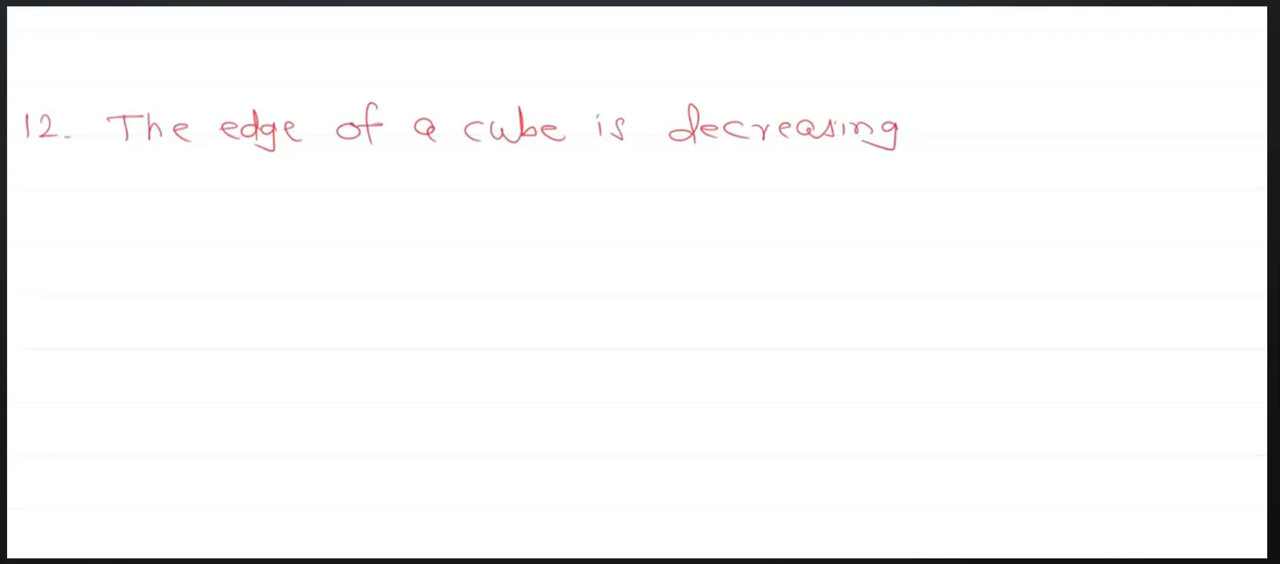 12. The edge of a cube is decreasing